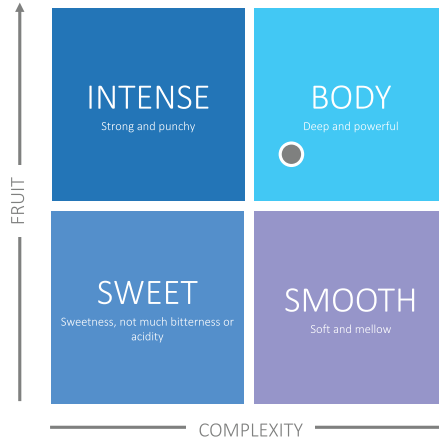 INTENSE
Strong and punchy
BODY
Deep and powerful
FRUIT
SWEET
Sweetness, not much bitterness or
acidity
SMOOTH
Soft and mellow
COMPLEXITY